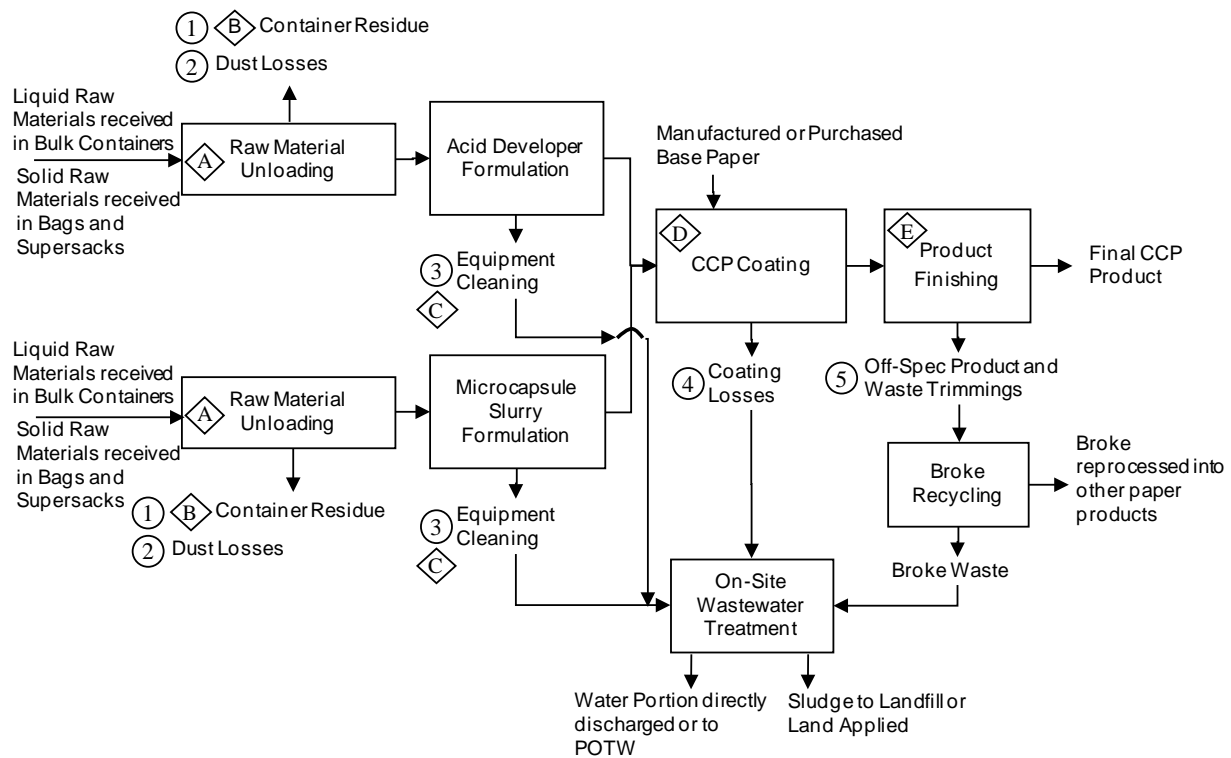 1 B Container Residue
2 Dust Losses
Liquid Raw
Materials received
in Bulk Containers
Solid Raw
Materials received
in Bags and
Supersacks
A Raw Material
Unloading
Acid Developer
Formulation
Manufactured or Purchased
Base Paper
3 Equipment
Cleaning
C
D
CCP Coating
E
Product
Finishing
Final CCP
Product
Liquid Raw
Materials received
in Bulk Containers
Solid Raw
Materials received
in Bags and
Supersacks
A Raw Material
Unloading
Microcapsule
Slurry
Formulation
4 Coating
Losses
5 Off-Spec Product and
Waste Trimmings
1 B Container Residue
2 Dust Losses
3 Equipment
Cleaning
C
Broke
Recycling
Broke
reprocessed into
other paper
products
Broke Waste
On-Site
Wastewater
Treatment
Water Portion directly
discharged or to
POTW
Sludge to Landfill or
Land Applied